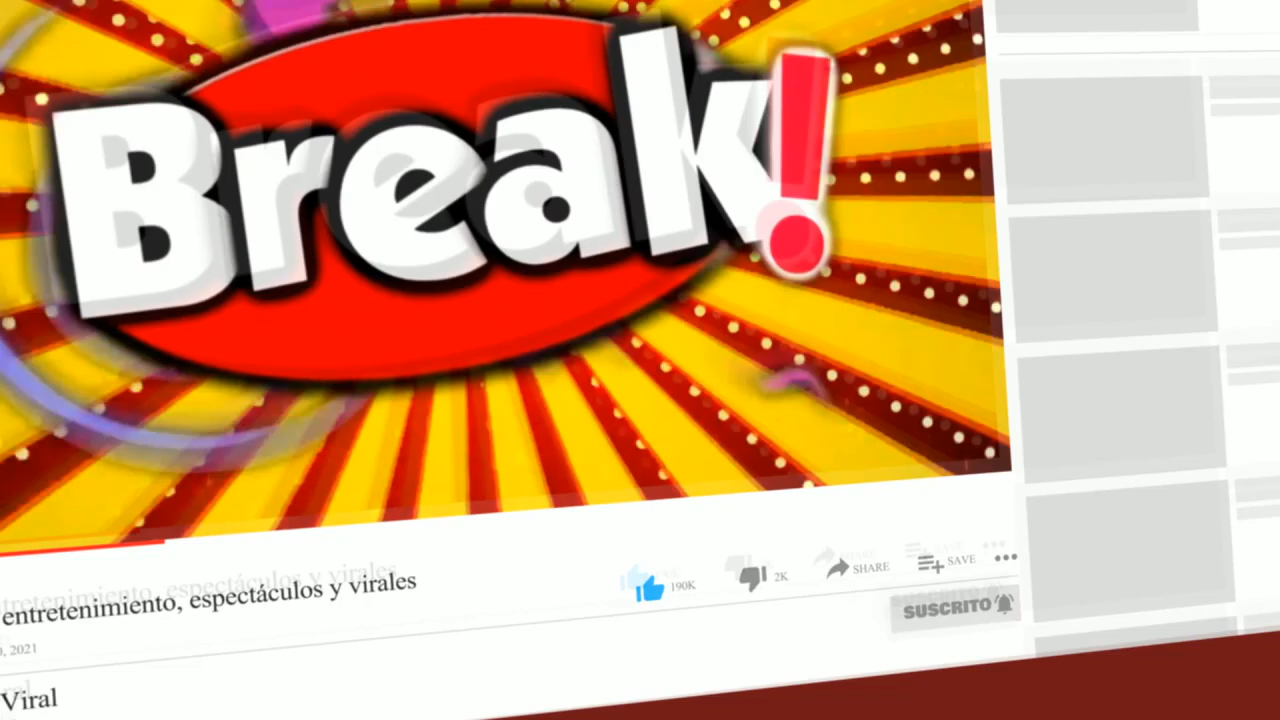 Break!
entretenimiento, espectáculos y virales
190K
2K
SHARE
SAVE
SUSCRITO
, 2021
Viral